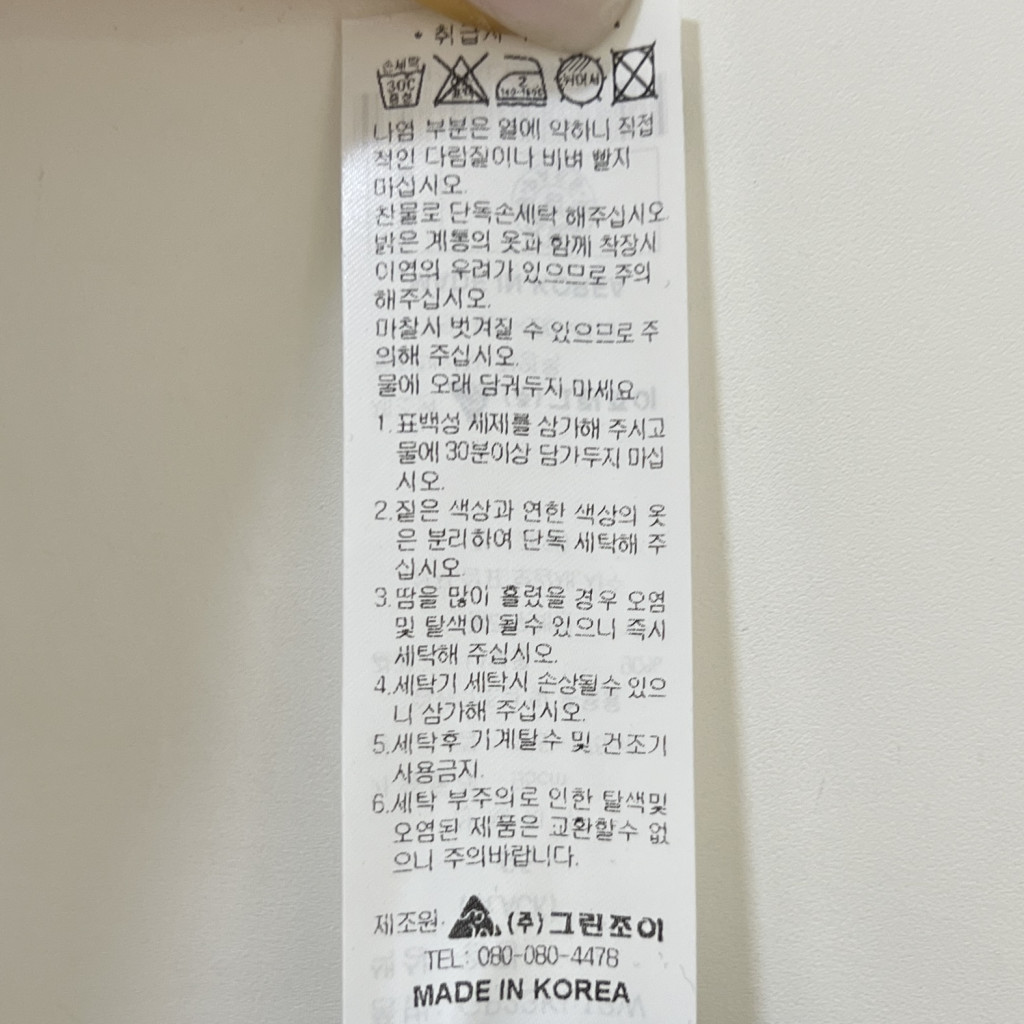 손세탁
30℃
중성
2
140-160℃
뉘어서
나염 부분은 열에 약하니 직접
적인 다림질이나 비벼 빨지
마십시오.
찬물로 단독손세탁 해주십시오.
밝은 계통의 옷과 함께 착장시
이염의 우려가 있으므로 주의
해주십시오.
마찰시 벗겨질 수 있으므로 주
의해 주십시오.
물에 오래 담궈두지 마세요.
1. 표백성 세제를 삼가해 주시고
물에 30분이상 담가두지 마십
시오.
2. 짙은 색상과 연한 색상의 옷
은 분리하여 단독 세탁해 주
십시오.
3. 땀을 많이 흘렸을 경우 오염
및 탈색이 될수 있으니 즉시
세탁해 주십시오.
4. 세탁기 세탁시 손상될수 있으
니 삼가해 주십시오.
5. 세탁후 기계탈수 및 건조기
사용금지.
6. 세탁 부주의로 인한 탈색및
오염된 제품은 교환할수 없
으니 주의바랍니다.
제조원: (주)그린조이
TEL: 080-080-4478
MADE IN KOREA